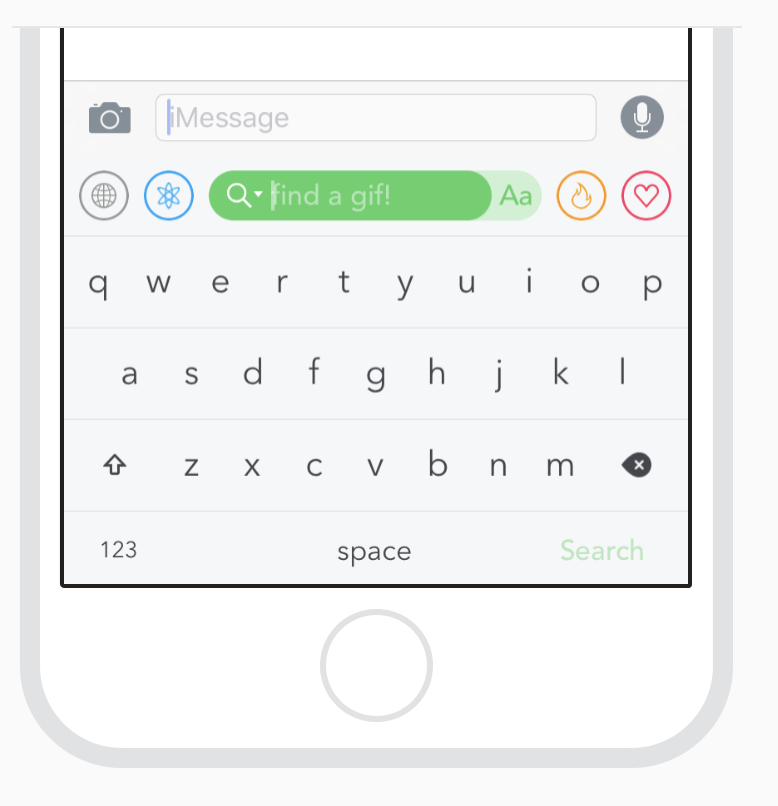 iMessage
find a gif! Aa
q w e r t y u i o p
a s d f g h j k l
z x c v b n m
123 space Search